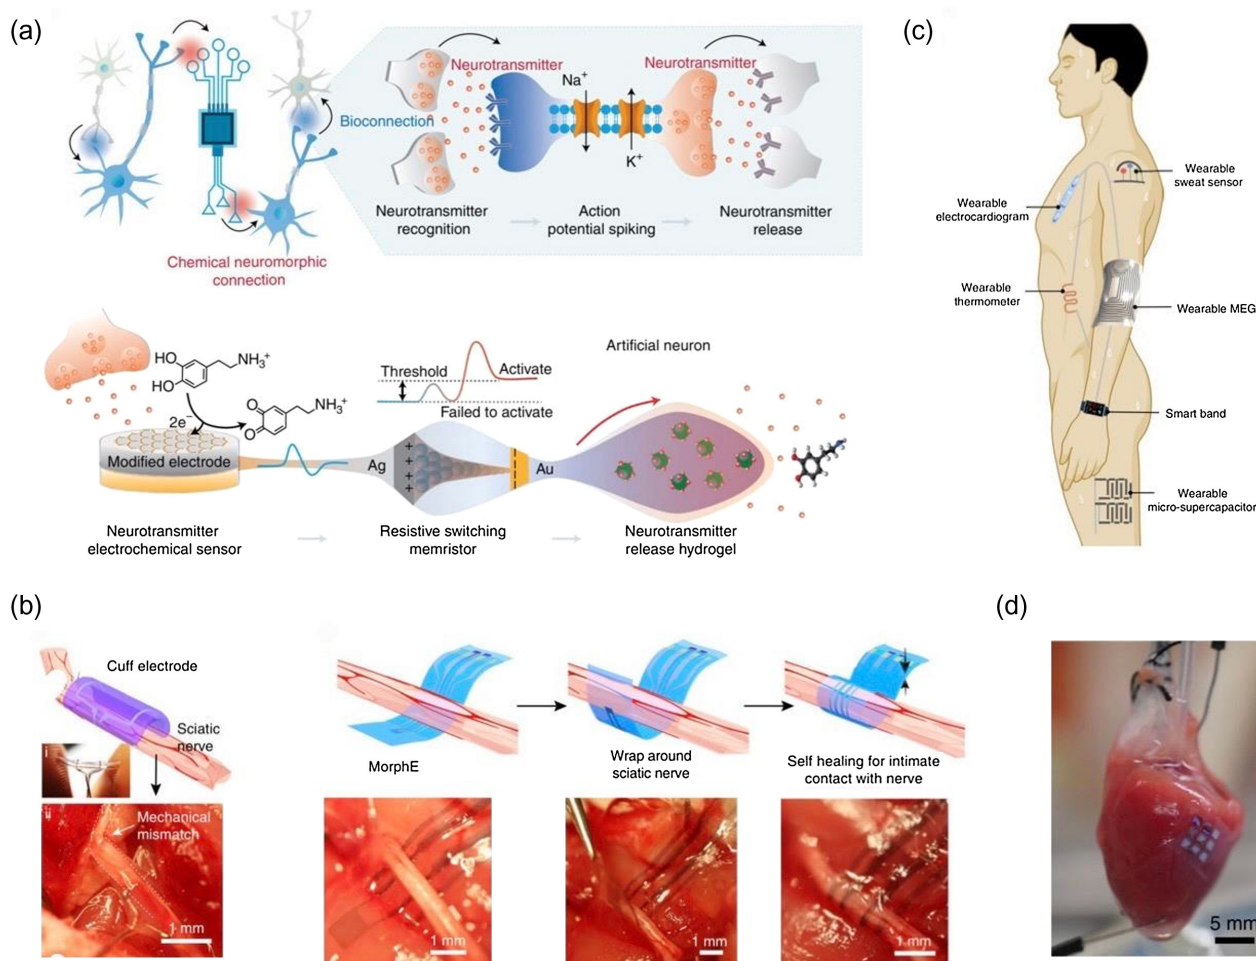 (a)
Neurotransmitter
Na⁺
Neurotransmitter
Bioconnection
K⁺
Neurotransmitter
recognition
Action
potential spiking
Neurotransmitter
release
Chemical neuromorphic
connection
HO
HO
NH₃⁺
2e⁻
O
O
NH₃⁺
Modified electrode
Threshold
Activate
Failed to activate
Artificial neuron
Ag
+
+
+
+
Au
Neurotransmitter
electrochemical sensor
Resistive switching
memristor
Neurotransmitter
release hydrogel
(c)
Wearable
sweat sensor
Wearable
electrocardiogram
Wearable
thermometer
Wearable MEG
Smart band
Wearable
micro-supercapacitor
(b)
Cuff electrode
Sciatic
nerve
i
ii
Mechanical
mismatch
1 mm
MorphE
Wrap around
sciatic nerve
Self healing for intimate
contact with nerve
1 mm
1 mm
1 mm
(d)
5 mm